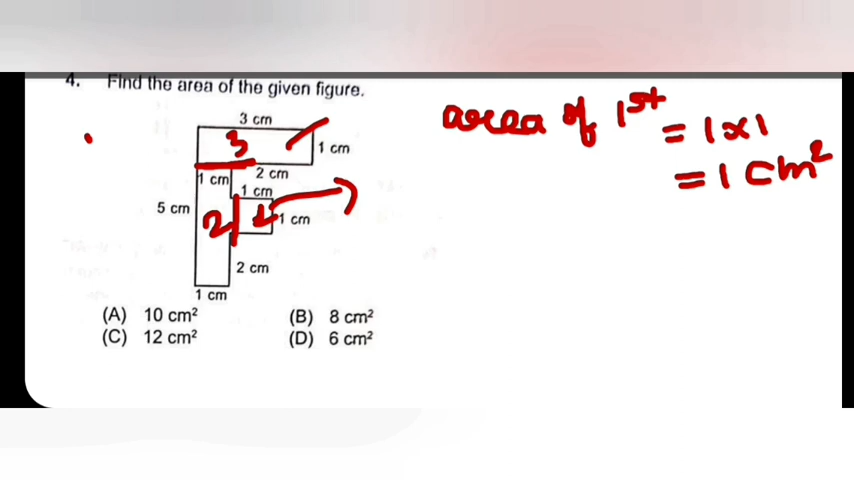 4. Find the area of the given figure.
3 cm
3
1 cm
1 cm
2 cm
1 cm
5 cm
2
1
1 cm
2 cm
1 cm
(A) 10 cm²
(B) 8 cm²
(C) 12 cm²
(D) 6 cm²
area of 1st
= 1x1
= 1 cm²